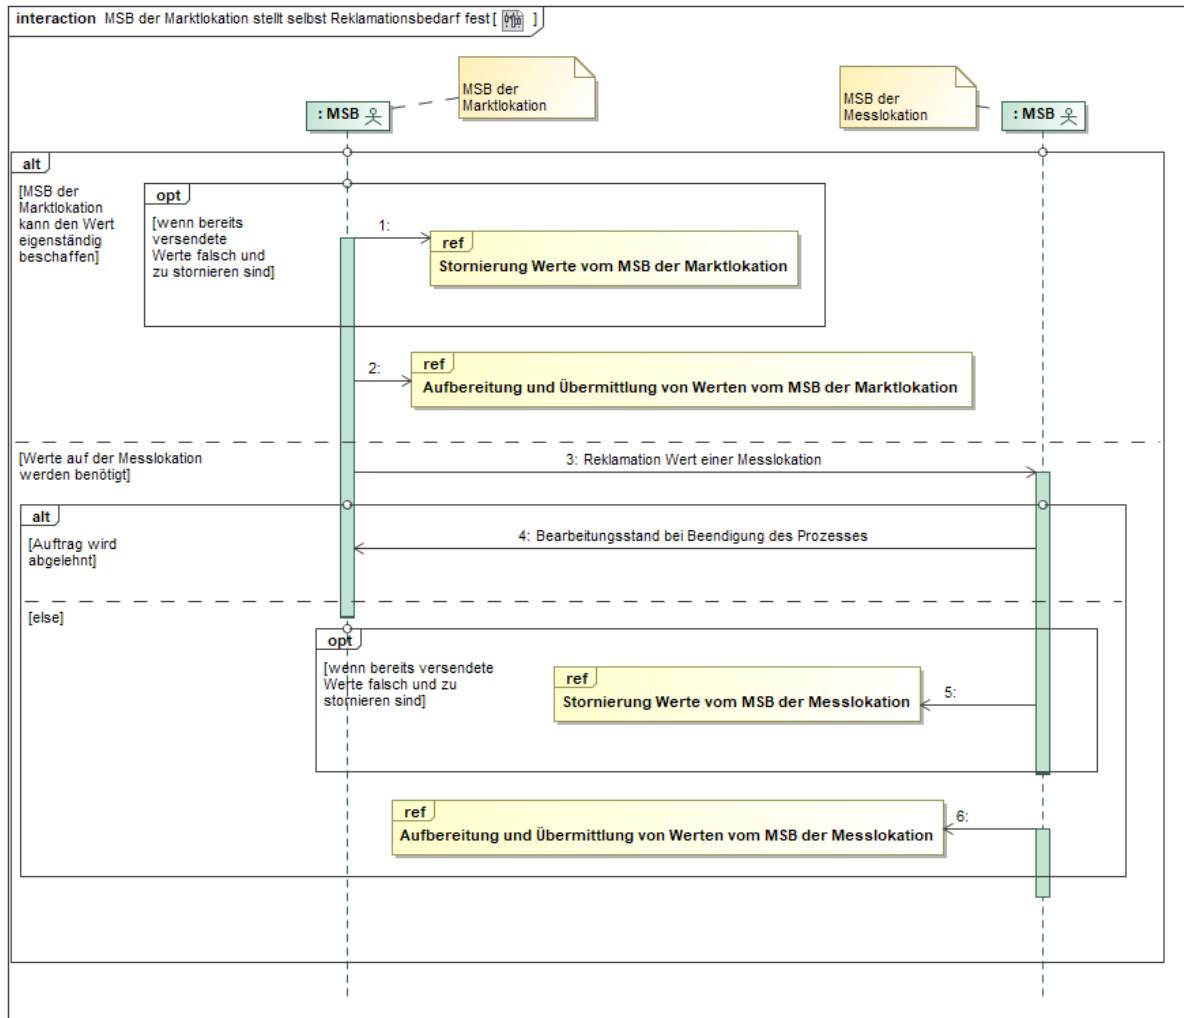 interaction MSB der Marktlokation stellt selbst Reklamationsbedarf fest[ ]
MSB der
Marktlokation
MSB der
Messlokation
: MSB
: MSB
alt
[MSB der
Marktlokation
kann den Wert
eigenständig
beschaffen]
opt
[wenn bereits
versendete
Werte falsch und
zu stornieren sind]
1:
ref
Stornierung Werte vom MSB der Marktlokation
2:
ref
Aufbereitung und Übermittlung von Werten vom MSB der Marktlokation
[Werte auf der Messlokation
werden benötigt]
3: Reklamation Wert einer Messlokation
alt
[Auftrag wird
abgelehnt]
4: Bearbeitungsstand bei Beendigung des Prozesses
[else]
opt
[wenn bereits versendete
Werte falsch und zu
stornieren sind]
ref
Stornierung Werte vom MSB der Messlokation
5:
ref
Aufbereitung und Übermittlung von Werten vom MSB der Messlokation
6: